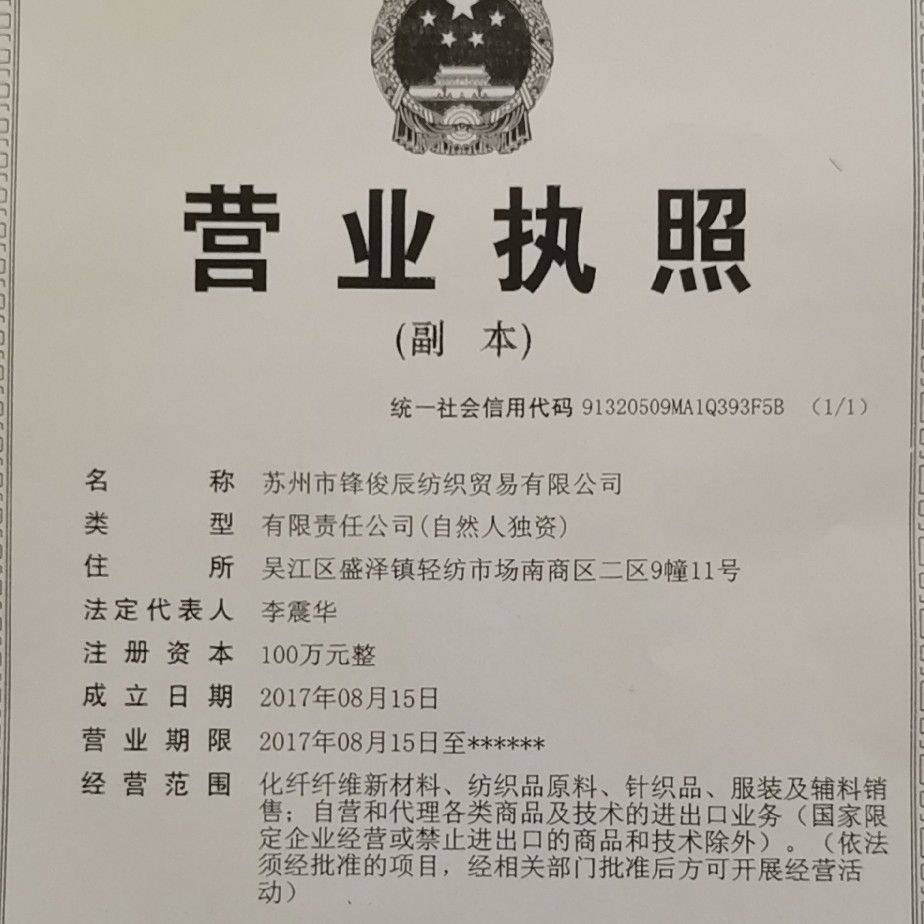 营业执照
(副 本)
统一社会信用代码 91320509MA1Q393F5B （1/1）
名 称 苏州市锋俊辰纺织贸易有限公司
类 型 有限责任公司(自然人独资)
住 所 吴江区盛泽镇轻纺市场南商区二区9幢11号
法定代表人 李震华
注册资本 100万元整
成立日期 2017年08月15日
营业期限 2017年08月15日至******
经营范围 化纤纤维新材料、纺织品原料、针织品、服装及辅料销
售；自营和代理各类商品及技术的进出口业务（国家限
定企业经营或禁止进出口的商品和技术除外）。（依法
须经批准的项目，经相关部门批准后方可开展经营活
动）